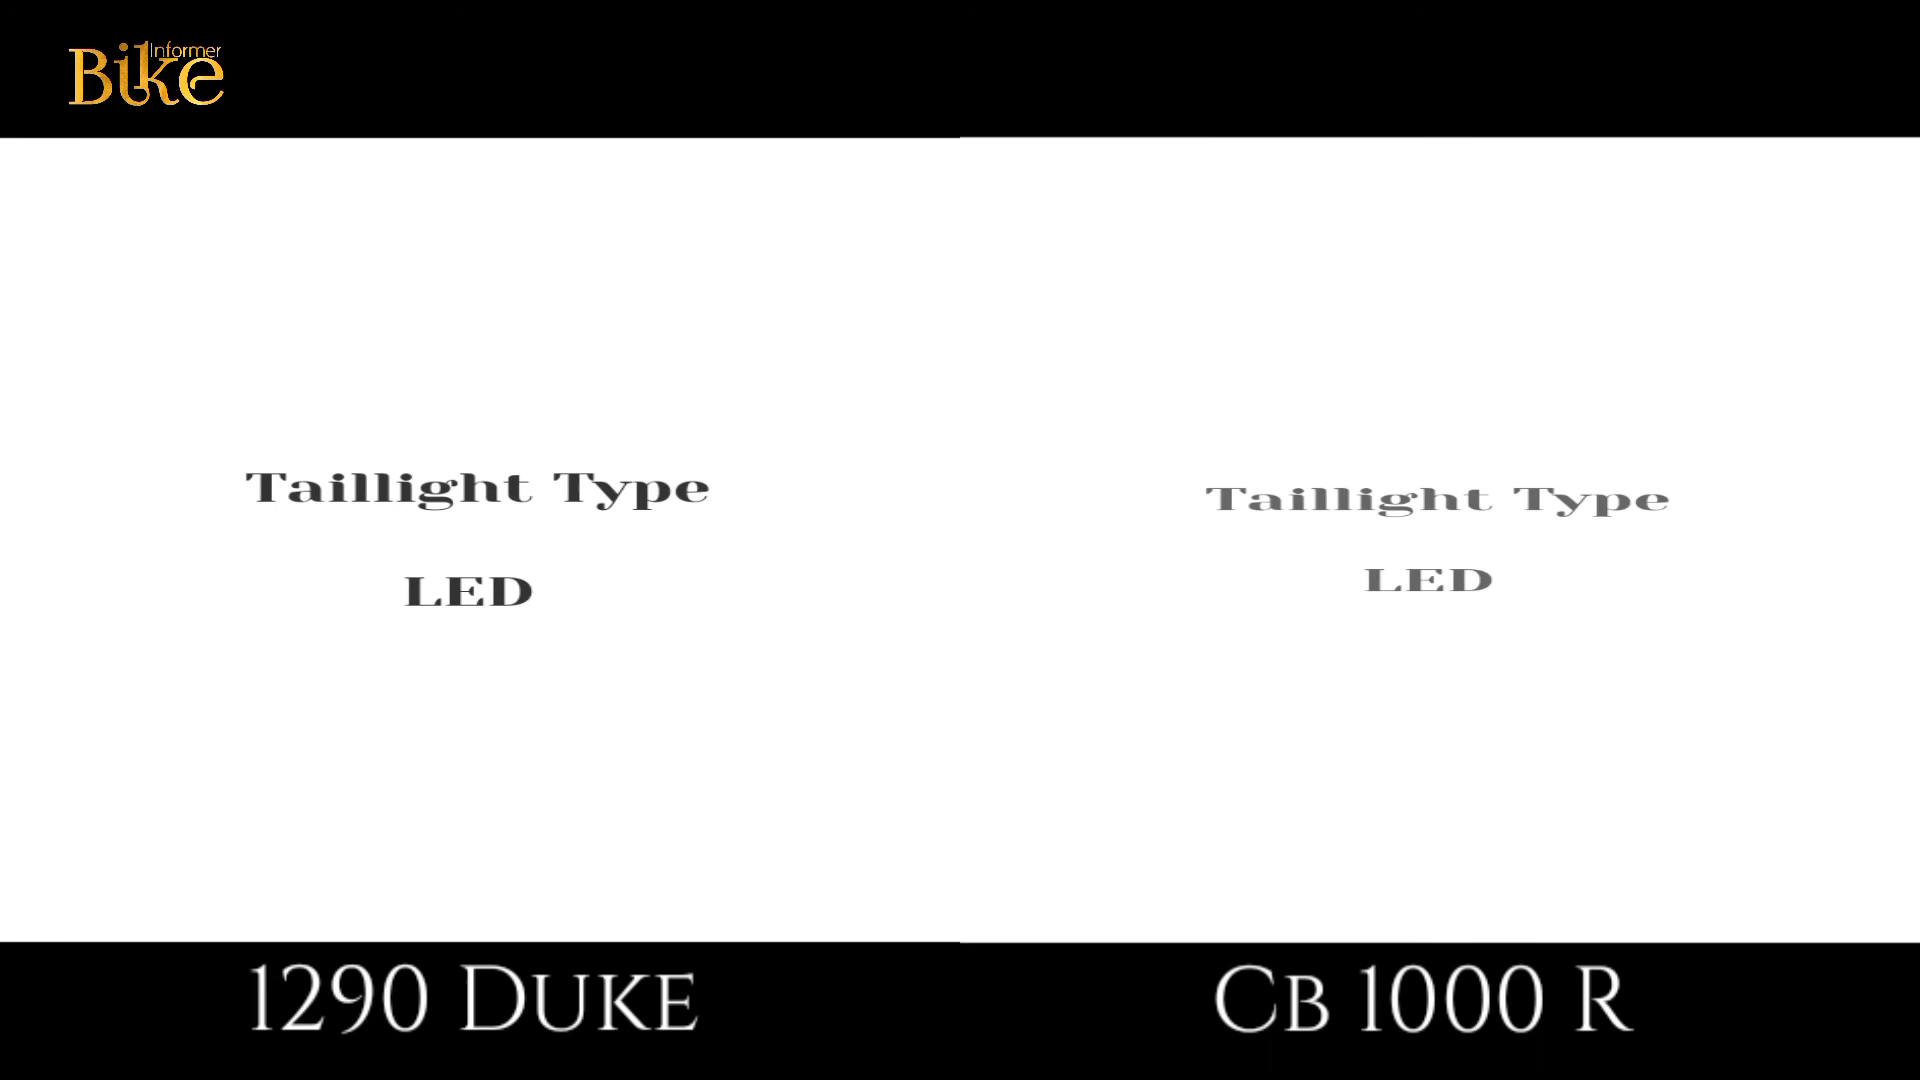 Informer
Bike
Taillight Type
LED
Taillight Type
LED
1290 Duke
Cb 1000 R